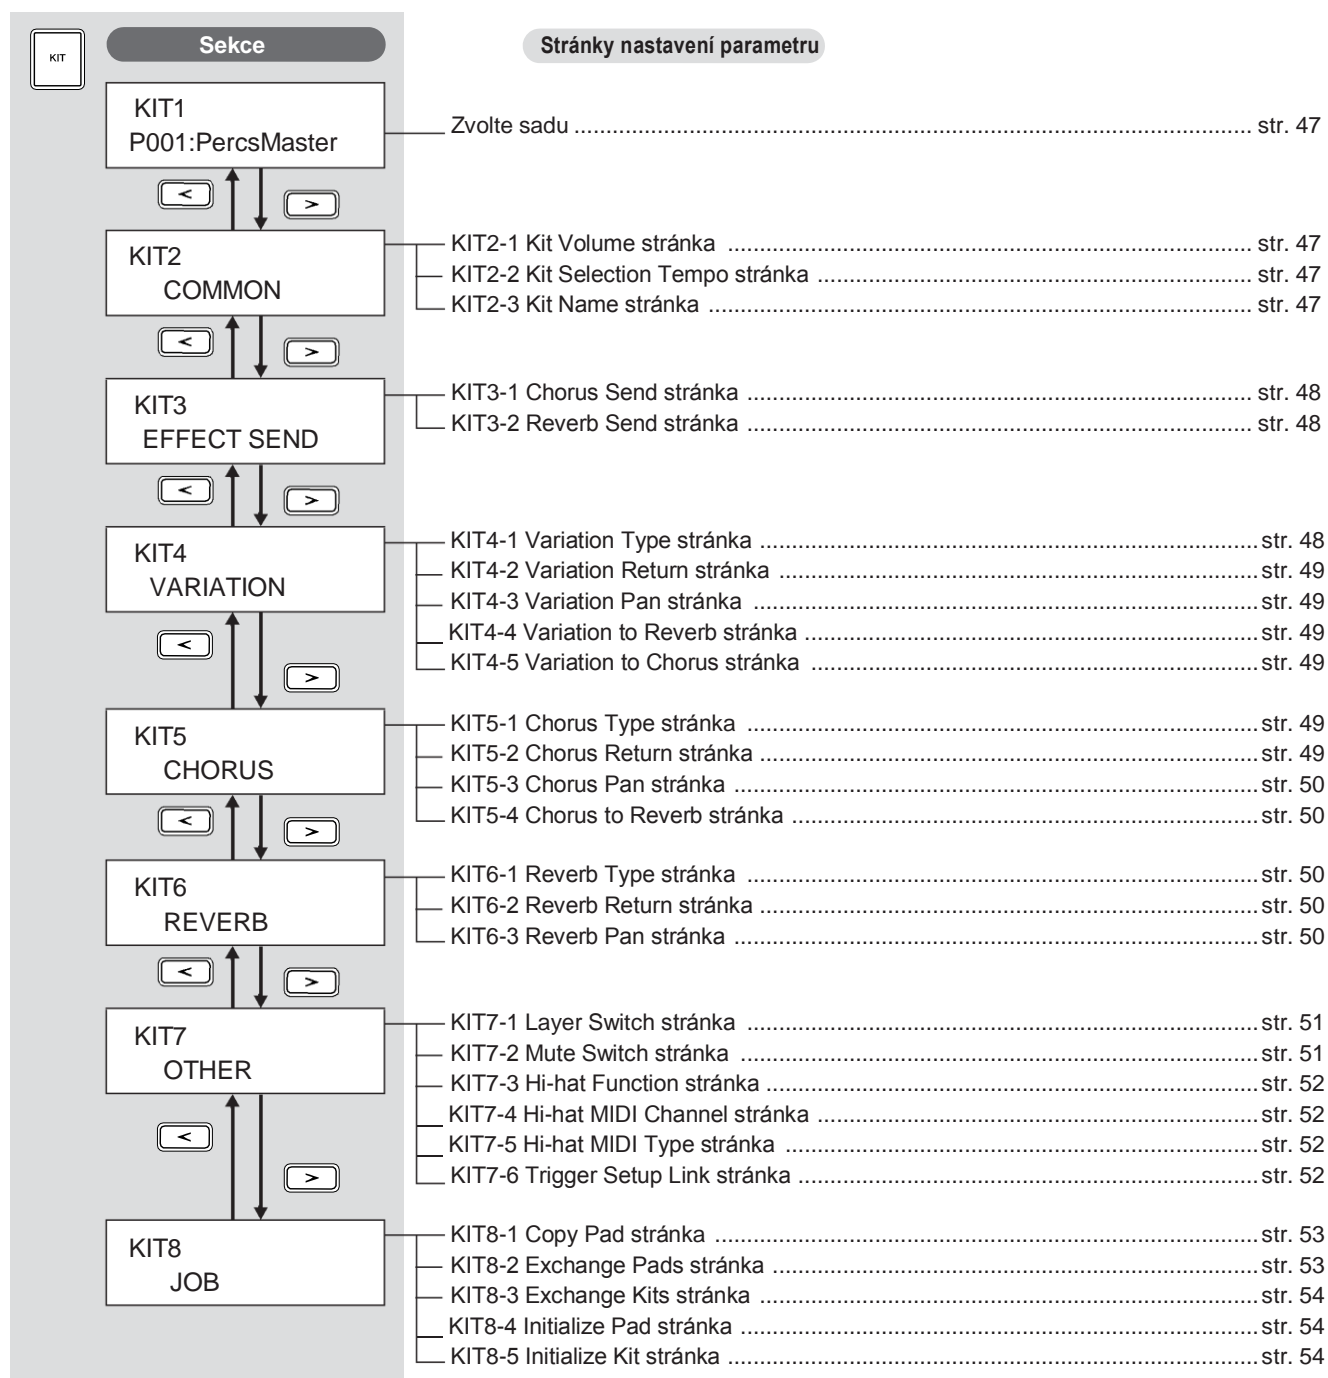 KIT
Sekce
Stránky nastavení parametru
KIT1
P001:PercsMaster
Zvolte sadu ........ str. 47
<
>
KIT2
COMMON
KIT2-1 Kit Volume stránka ........ str. 47
KIT2-2 Kit Selection Tempo stránka ........ str. 47
KIT2-3 Kit Name stránka ........ str. 47
<
>
KIT3
EFFECT SEND
KIT3-1 Chorus Send stránka ........ str. 48
KIT3-2 Reverb Send stránka ........ str. 48
<
>
KIT4
VARIATION
KIT4-1 Variation Type stránka ........ str. 48
KIT4-2 Variation Return stránka ........ str. 49
KIT4-3 Variation Pan stránka ........ str. 49
KIT4-4 Variation to Reverb stránka ........ str. 49
KIT4-5 Variation to Chorus stránka ........ str. 49
<
>
KIT5
CHORUS
KIT5-1 Chorus Type stránka ........ str. 49
KIT5-2 Chorus Return stránka ........ str. 49
KIT5-3 Chorus Pan stránka ........ str. 50
KIT5-4 Chorus to Reverb stránka ........ str. 50
<
>
KIT6
REVERB
KIT6-1 Reverb Type stránka ........ str. 50
KIT6-2 Reverb Return stránka ........ str. 50
KIT6-3 Reverb Pan stránka ........ str. 50
<
>
KIT7
OTHER
KIT7-1 Layer Switch stránka ........ str. 51
KIT7-2 Mute Switch stránka ........ str. 51
KIT7-3 Hi-hat Function stránka ........ str. 52
KIT7-4 Hi-hat MIDI Channel stránka ........ str. 52
KIT7-5 Hi-hat MIDI Type stránka ........ str. 52
KIT7-6 Trigger Setup Link stránka ........ str. 52
<
>
KIT8
JOB
KIT8-1 Copy Pad stránka ........ str. 53
KIT8-2 Exchange Pads stránka ........ str. 53
KIT8-3 Exchange Kits stránka ........ str. 54
KIT8-4 Initialize Pad stránka ........ str. 54
KIT8-5 Initialize Kit stránka ........ str. 54